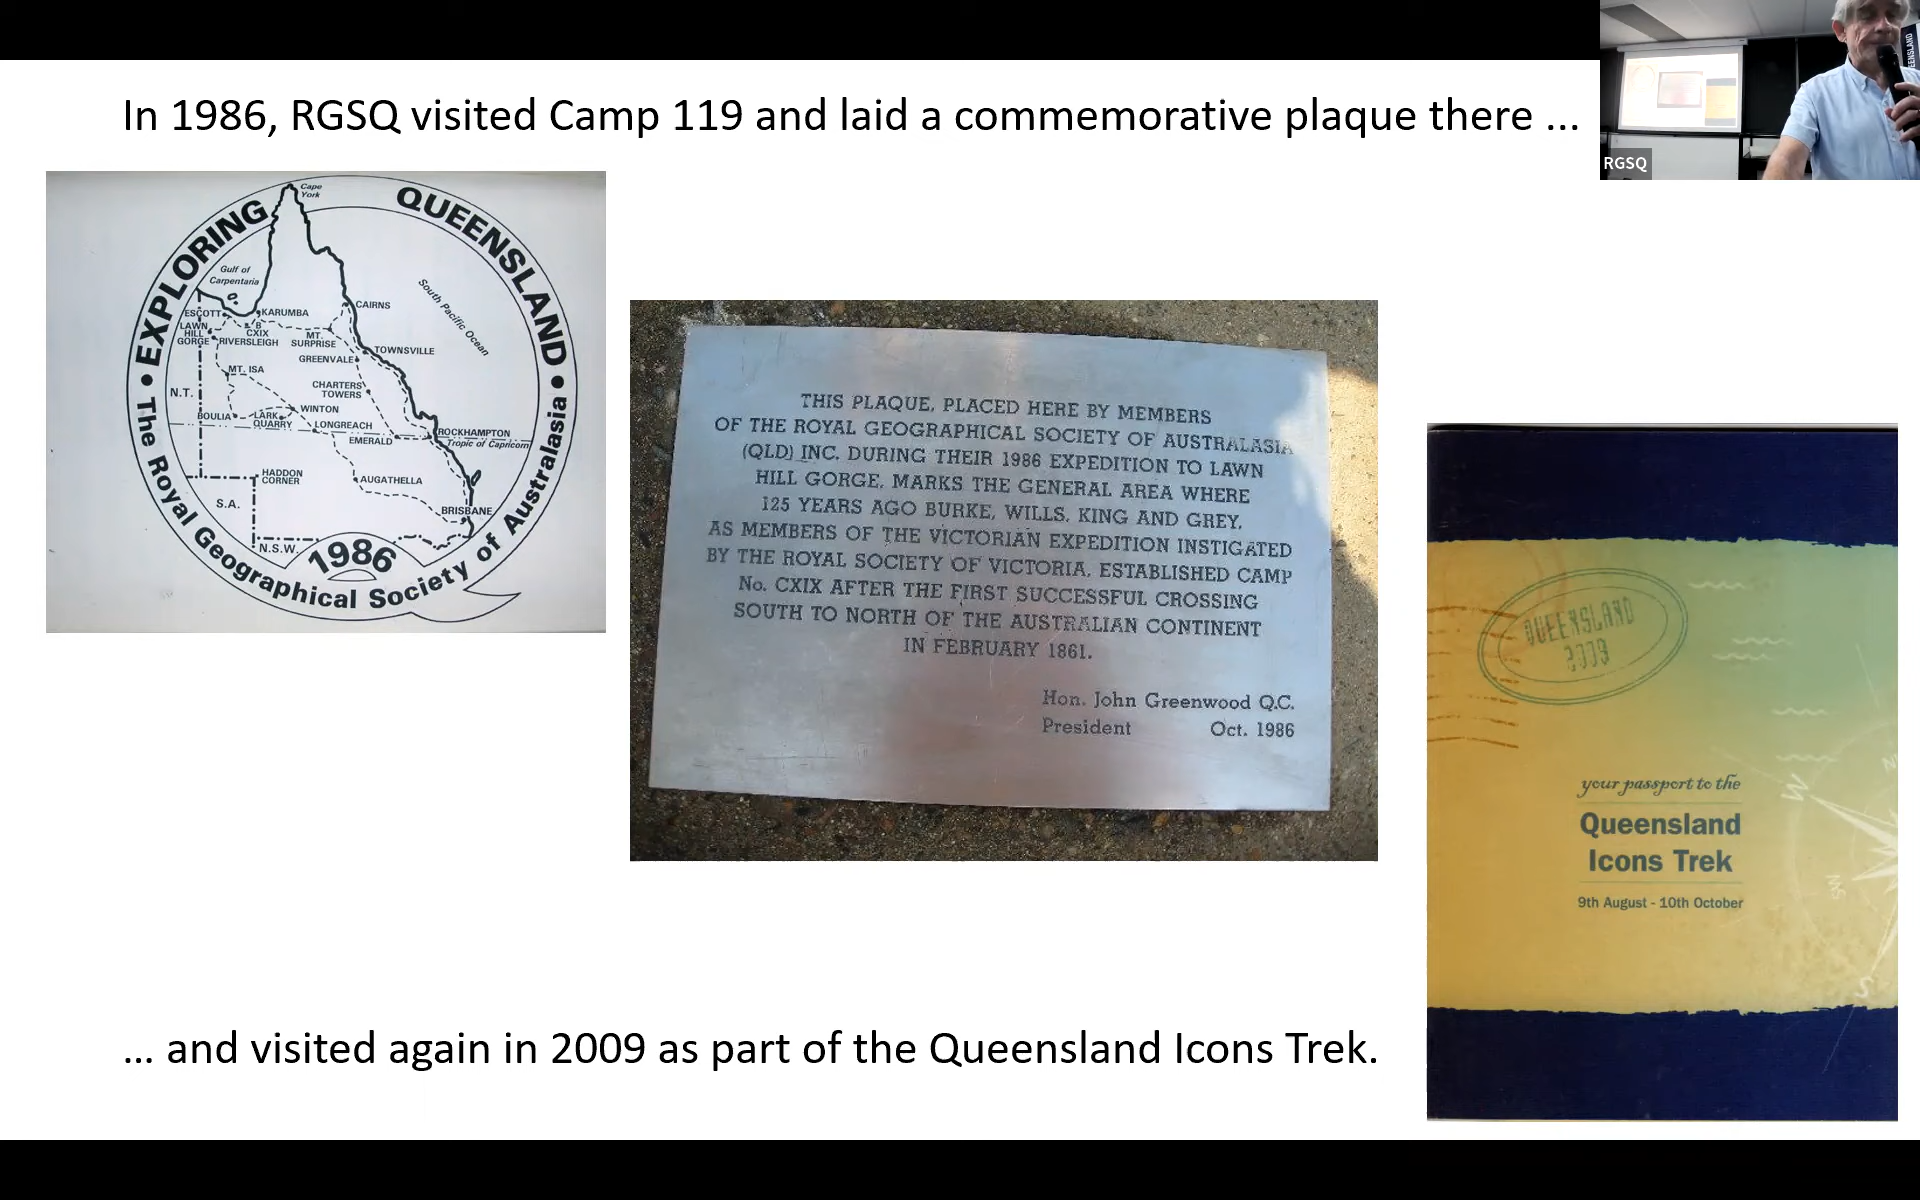 In 1986, RGSQ visited Camp 119 and laid a commemorative plaque there ...
RGSQ
EXPLORING QUEENSLAND
• The Royal Geographical Society of Australasia •
1986
Cape
York
Gulf of
Carpentaria
South Pacific Ocean
CAIRNS
ESCOTT
KARUMBA
LAWN
HILL
GORGE
B
CXIX
RIVERSLEIGH
MT.
SURPRISE
GREENVALE
TOWNSVILLE
MT. ISA
N.T.
CHARTERS
TOWERS
BOULIA
LARK
QUARRY
WINTON
LONGREACH
EMERALD
ROCKHAMPTON
Tropic of Capricorn
HADDON
CORNER
AUGATHELLA
S.A.
BRISBANE
N.S.W.
THIS PLAQUE, PLACED HERE BY MEMBERS
OF THE ROYAL GEOGRAPHICAL SOCIETY OF AUSTRALASIA
(QLD) INC. DURING THEIR 1986 EXPEDITION TO LAWN
HILL GORGE, MARKS THE GENERAL AREA WHERE
125 YEARS AGO BURKE, WILLS, KING AND GREY,
AS MEMBERS OF THE VICTORIAN EXPEDITION INSTIGATED
BY THE ROYAL SOCIETY OF VICTORIA, ESTABLISHED CAMP
No. CXIX AFTER THE FIRST SUCCESSFUL CROSSING
SOUTH TO NORTH OF THE AUSTRALIAN CONTINENT
IN FEBRUARY 1861.
Hon. John Greenwood Q.C.
President Oct. 1986
QUEENSLAND
2009
your passport to the
Queensland
Icons Trek
9th August - 10th October
W
N
SW
S
... and visited again in 2009 as part of the Queensland Icons Trek.